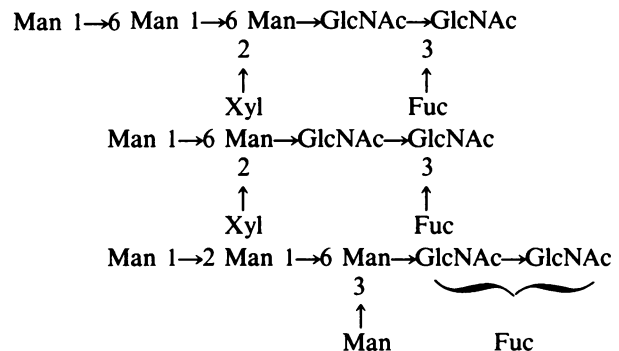 Man 1→6 Man 1→6 Man→GlcNAc→GlcNAc
2 3
↑ ↑
Xyl Fuc
Man 1→6 Man→GlcNAc→GlcNAc
2 3
↑ ↑
Xyl Fuc
Man 1→2 Man 1→6 Man→GlcNAc→GlcNAc
3
↑
Man Fuc